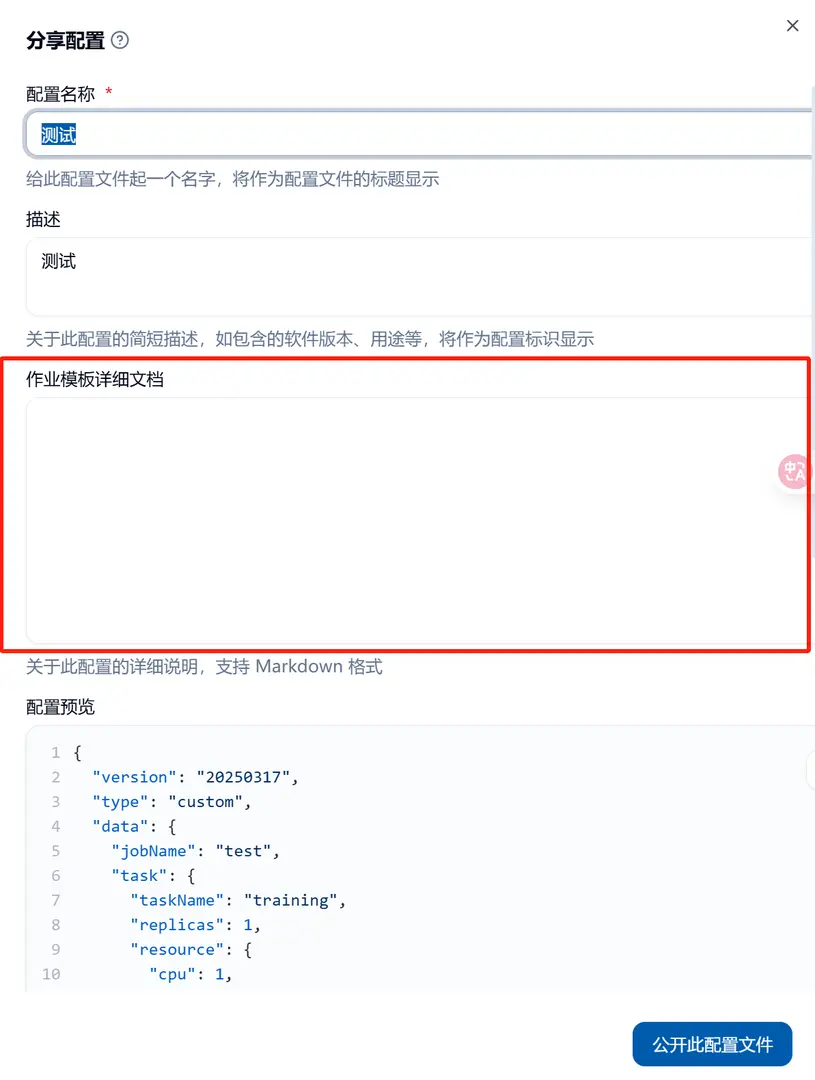 分享配置
配置名称 *
测试
给此配置文件起一个名字，将作为配置文件的标题显示
描述
测试
关于此配置的简短描述，如包含的软件版本、用途等，将作为配置标识显示
作业模板详细文档
中A
关于此配置的详细说明，支持 Markdown 格式
配置预览
1 {
2 "version": "20250317",
3 "type": "custom",
4 "data": {
5 "jobName": "test",
6 "task": {
7 "taskName": "training",
8 "replicas": 1,
9 "resource": {
10 "cpu": 1,
公开此配置文件